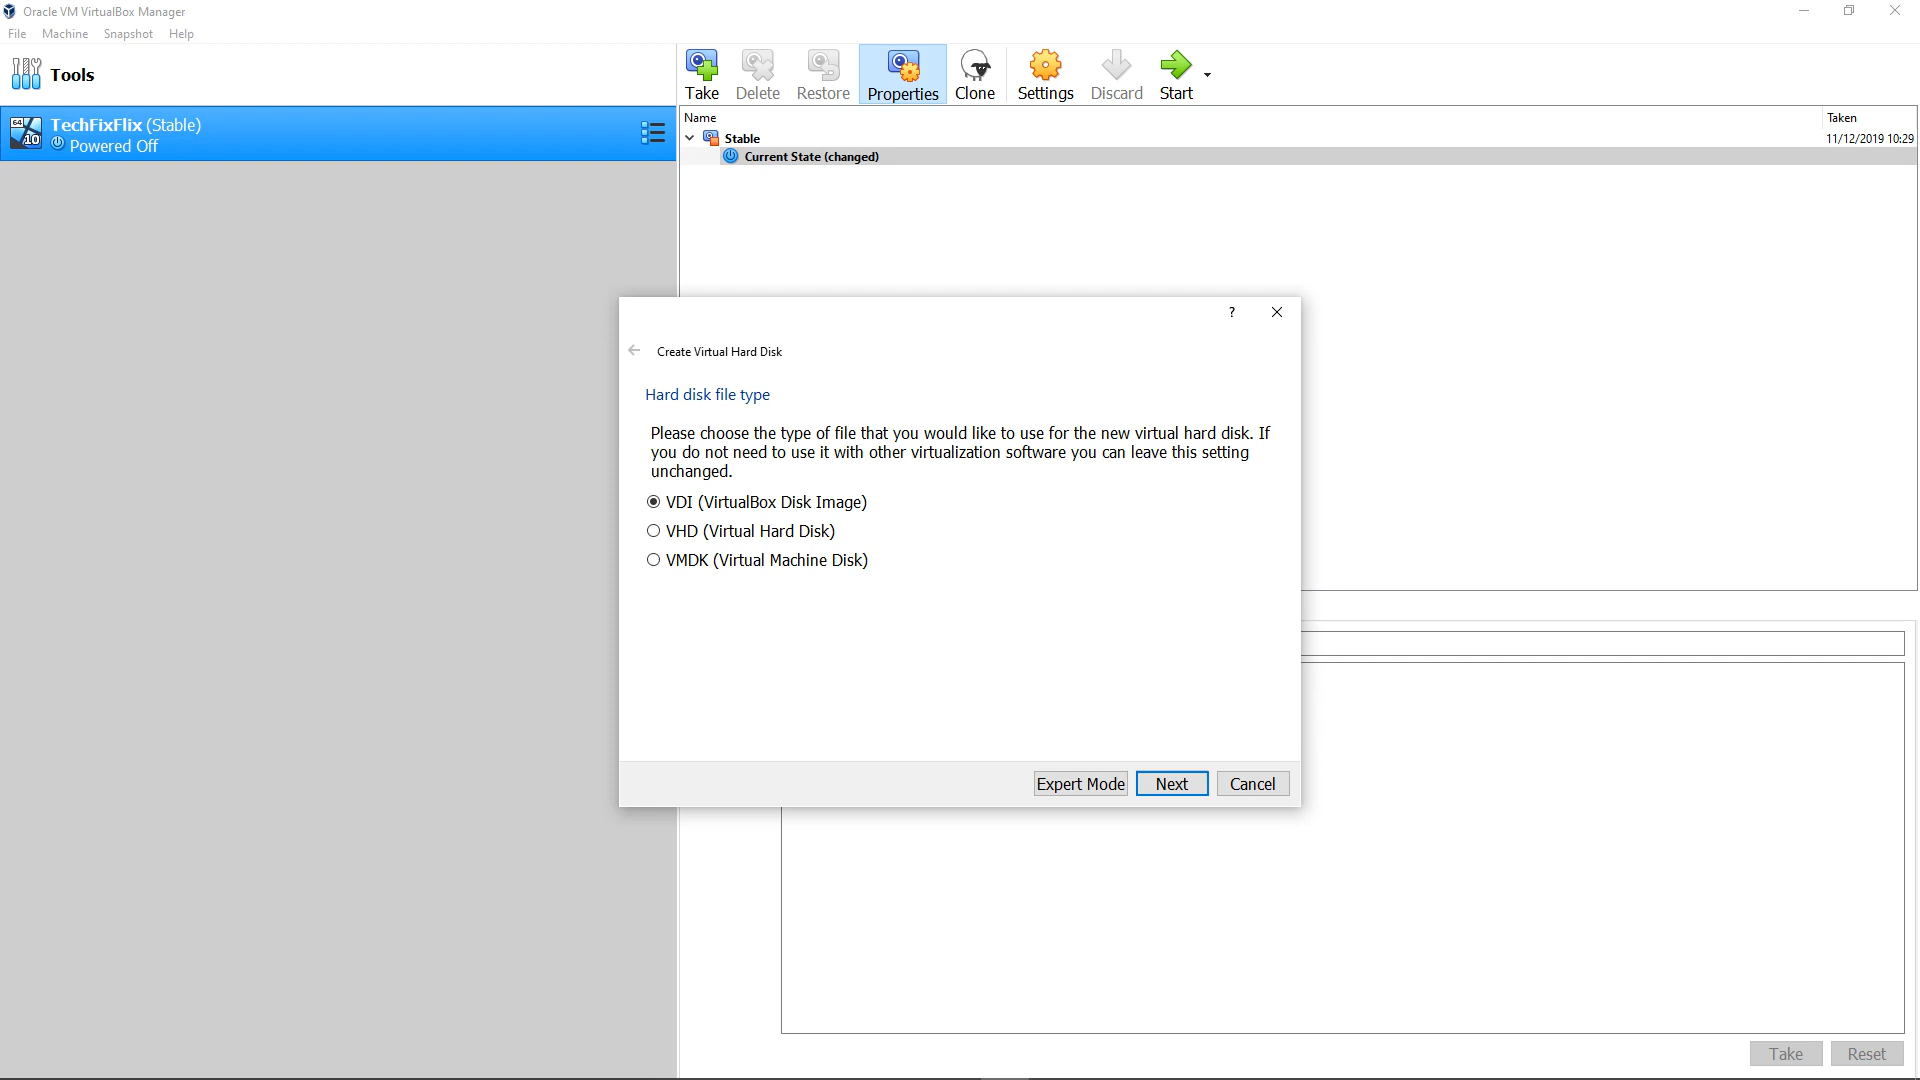 Oracle VM VirtualBox Manager
File Machine Snapshot Help
Tools
Take Delete Restore Properties Clone Settings Discard Start
64
10
TechFixFlix (Stable)
Powered Off
Name Taken
Stable 11/12/2019 10:29
Current State (changed)
?
Create Virtual Hard Disk
Hard disk file type
Please choose the type of file that you would like to use for the new virtual hard disk. If
you do not need to use it with other virtualization software you can leave this setting
unchanged.
VDI (VirtualBox Disk Image)
VHD (Virtual Hard Disk)
VMDK (Virtual Machine Disk)
Expert Mode Next Cancel
Take Reset